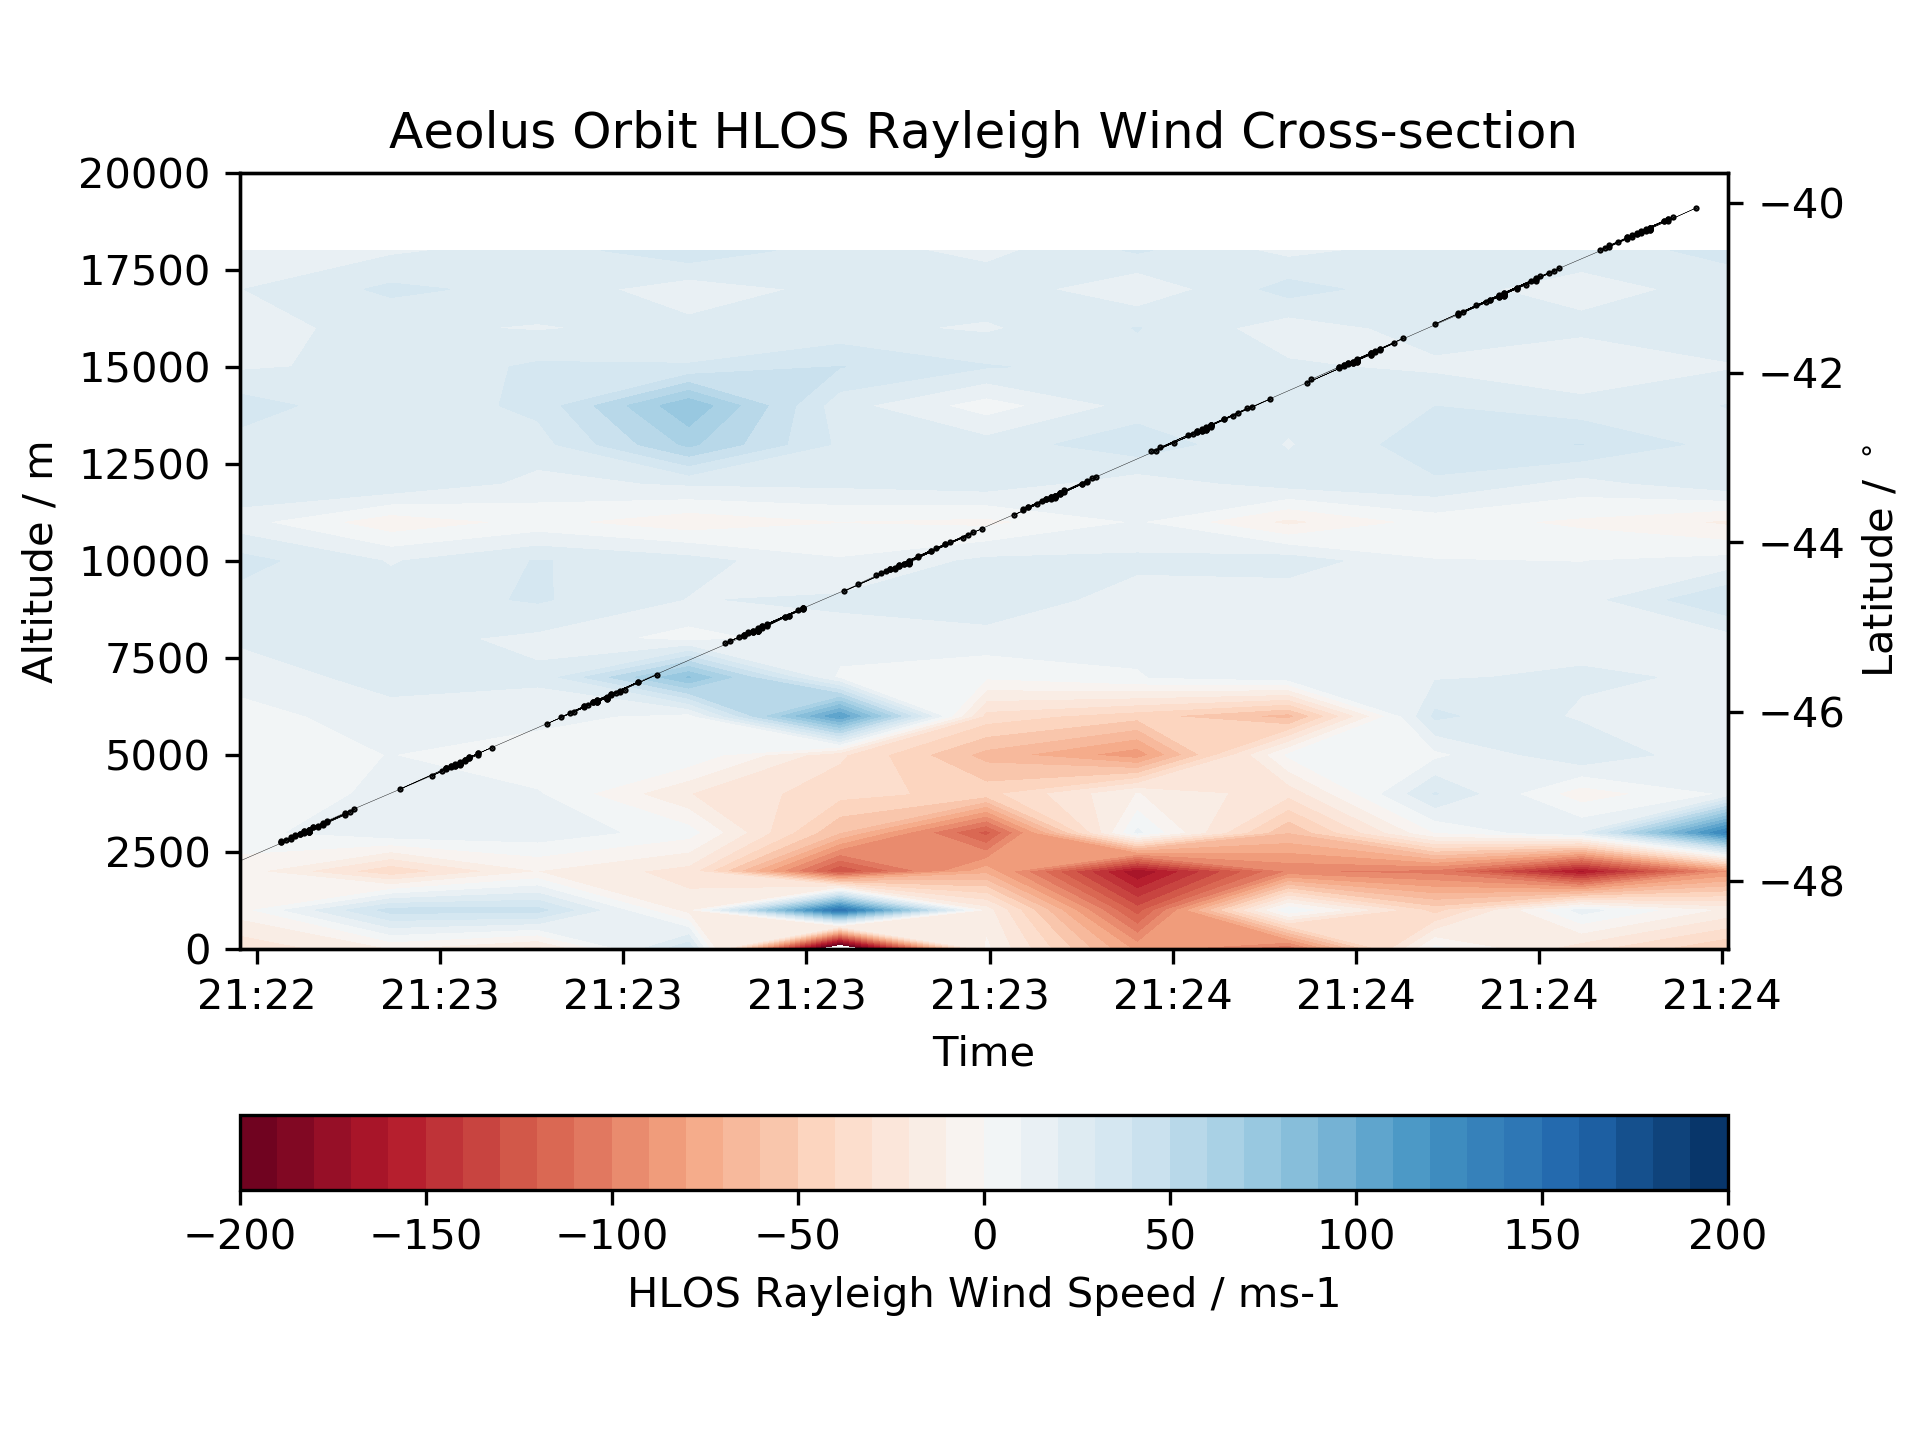 Aeolus Orbit HLOS Rayleigh Wind Cross-section
20000
17500
15000
12500
10000
7500
5000
2500
0
Altitude / m
−40
−42
−44
−46
−48
Latitude / °
21:22 21:23 21:23 21:23 21:23 21:24 21:24 21:24 21:24
Time
−200 −150 −100 −50 0 50 100 150 200
HLOS Rayleigh Wind Speed / ms-1